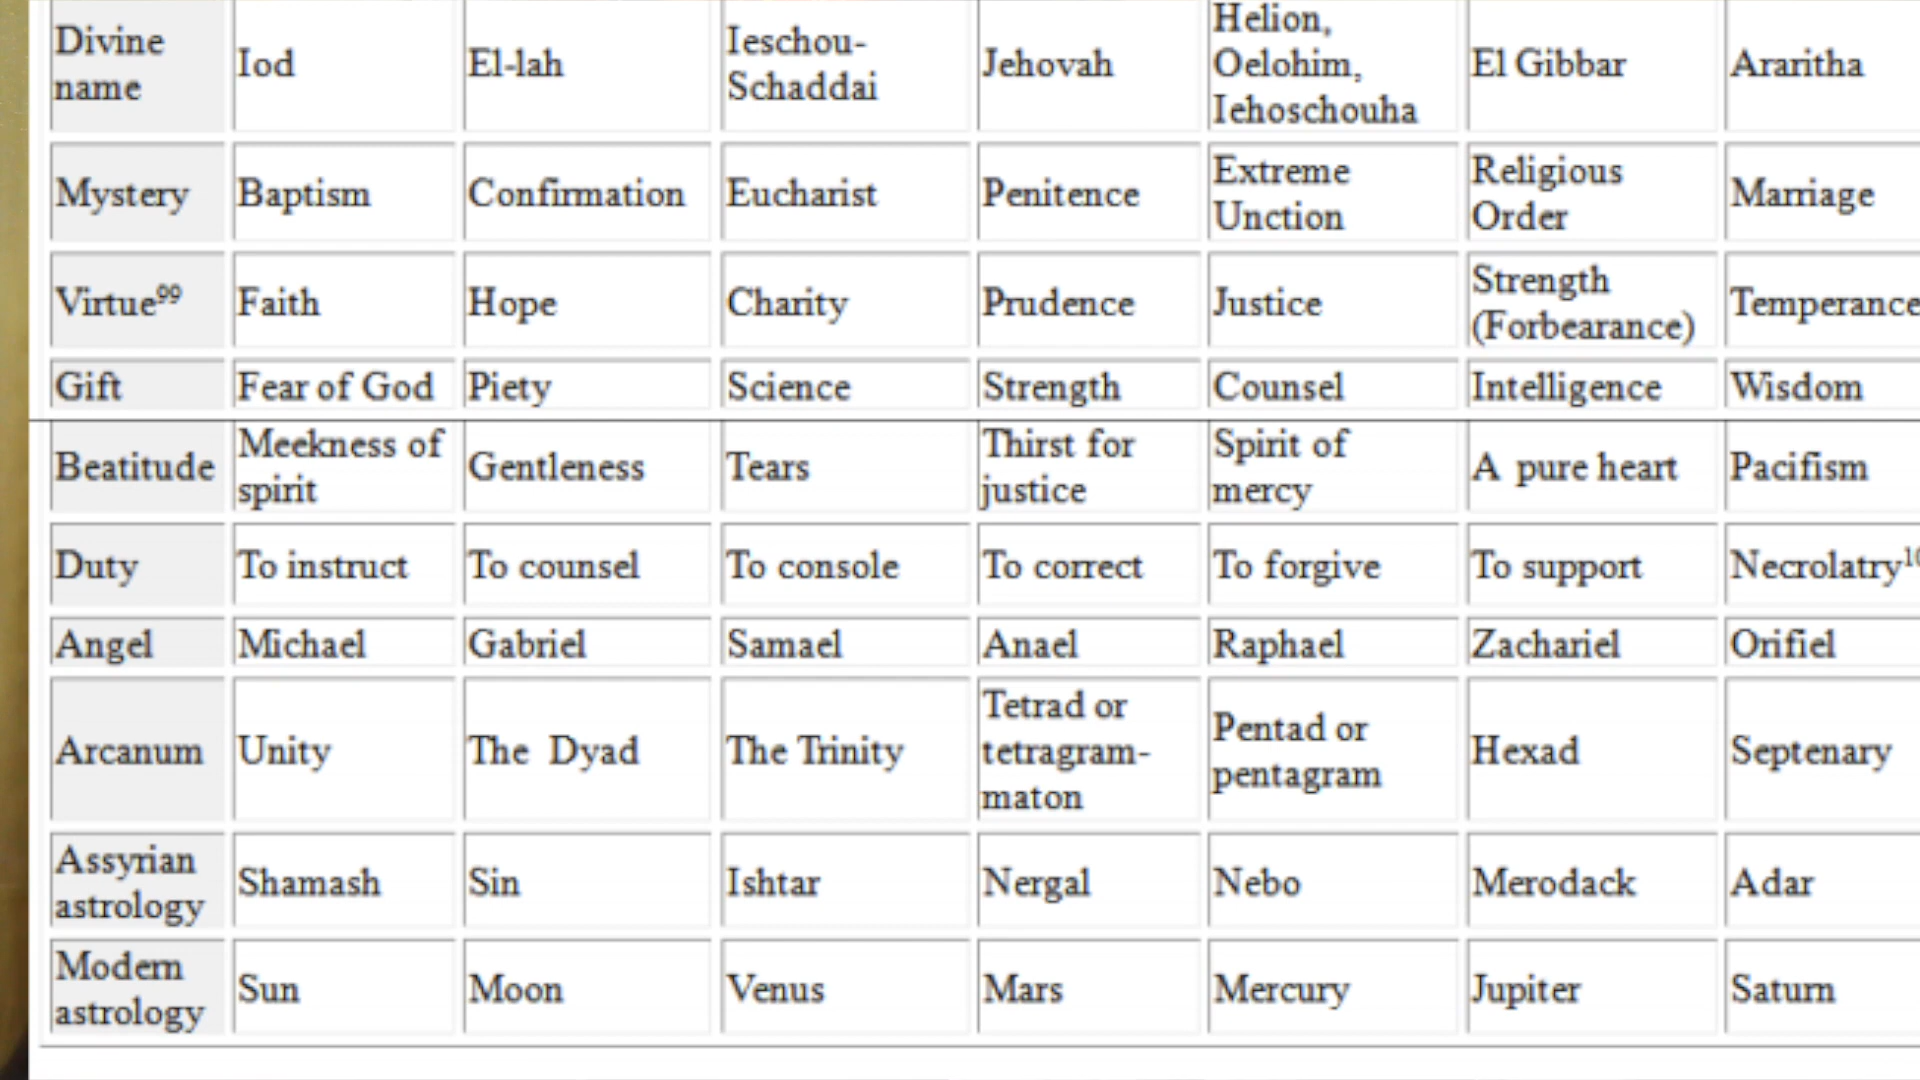 Divine name	Iod	El-lah	Ieschou-Schaddai	Jehovah	Helion, Oelohim, Iehoschouha	El Gibbar	Araritha
Mystery	Baptism	Confirmation	Eucharist	Penitence	Extreme Unction	Religious Order	Marriage
Virtue99	Faith	Hope	Charity	Prudence	Justice	Strength (Forbearance)	Temperance
Gift	Fear of God	Piety	Science	Strength	Counsel	Intelligence	Wisdom
Beatitude	Meekness of spirit	Gentleness	Tears	Thirst for justice	Spirit of mercy	A pure heart	Pacifism
Duty	To instruct	To counsel	To console	To correct	To forgive	To support	Necrolatry10
Angel	Michael	Gabriel	Samael	Anael	Raphael	Zachariel	Orifiel
Arcanum	Unity	The Dyad	The Trinity	Tetrad or tetragram-maton	Pentad or pentagram	Hexad	Septenary
Assyrian astrology	Shamash	Sin	Ishtar	Nergal	Nebo	Merodack	Adar
Modern astrology	Sun	Moon	Venus	Mars	Mercury	Jupiter	Saturn